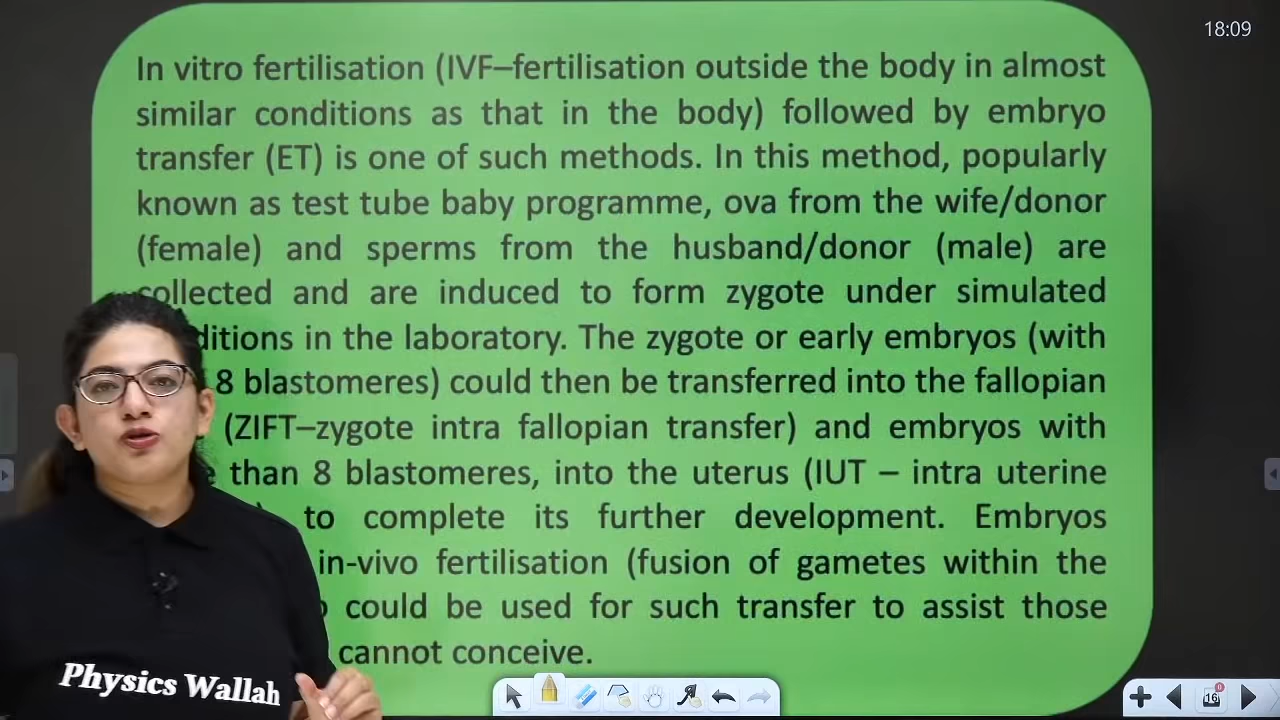 18:09
In vitro fertilisation (IVF–fertilisation outside the body in almost
similar conditions as that in the body) followed by embryo
transfer (ET) is one of such methods. In this method, popularly
known as test tube baby programme, ova from the wife/donor
(female) and sperms from the husband/donor (male) are
collected and are induced to form zygote under simulated
in the laboratory. The zygote or early embryos (with
8 blastomeres) could then be transferred into the fallopian
(ZIFT–zygote intra fallopian transfer) and embryos with
than 8 blastomeres, into the uterus (IUT – intra uterine
to complete its further development. Embryos
in-vivo fertilisation (fusion of gametes within the
could be used for such transfer to assist those
cannot conceive.
Physics Wallah
16